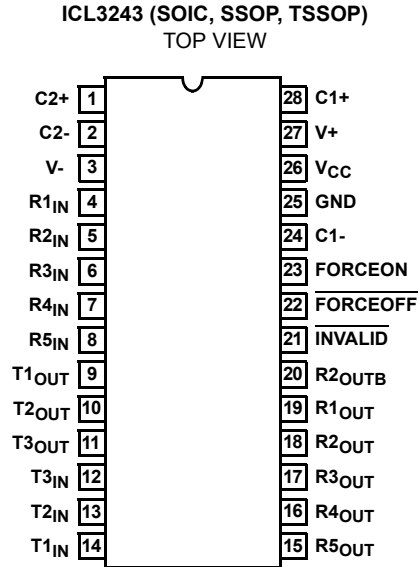 ICL3243 (SOIC, SSOP, TSSOP)
TOP VIEW
C2+ 1 28 C1+
C2- 2 27 V+
V- 3 26 VCC
R1IN 4 25 GND
R2IN 5 24 C1-
R3IN 6 23 FORCEON
R4IN 7 22 FORCEOFF
R5IN 8 21 INVALID
T1OUT 9 20 R2OUTB
T2OUT 10 19 R1OUT
T3OUT 11 18 R2OUT
T3IN 12 17 R3OUT
T2IN 13 16 R4OUT
T1IN 14 15 R5OUT